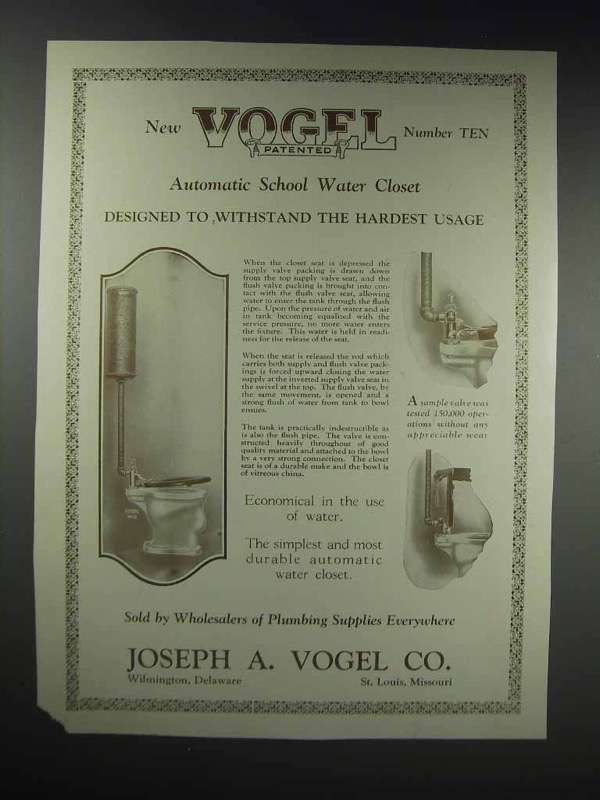 New VOGEL Number TEN
PATENTED
Automatic School Water Closet
DESIGNED TO WITHSTAND THE HARDEST USAGE
When the closet seat is depressed the
supply valve packing is drawn down
from the top supply valve seat, and the
flush valve packing is brought into con-
tact with the flush valve seat, allowing
water to enter the tank through the flush
pipe. Upon the pressure of water and air
in tank becoming equalized with the
service pressure, no more water enters
the fixture. This water is held in readi-
ness for the release of the seat.
When the seat is released the rod which
carries both supply and flush valve pack-
ings is forced upward closing the water
supply at the inverted supply valve seat in
the swivel at the top. The flush valve, by
the same movement, is opened and a
strong flush of water from tank to bowl
ensues.
The tank is practically indestructible as
is also the flush pipe. The valve is con-
structed heavily throughout of good
quality material and attached to the bowl
by a very strong connection. The closet
seat is of a durable make and the bowl is
of vitreous china.
Economical in the use
of water.
The simplest and most
durable automatic
water closet.
A sample valve was
tested 150,000 oper-
ations without any
appreciable wear
Sold by Wholesalers of Plumbing Supplies Everywhere
JOSEPH A. VOGEL CO.
Wilmington, Delaware St. Louis, Missouri